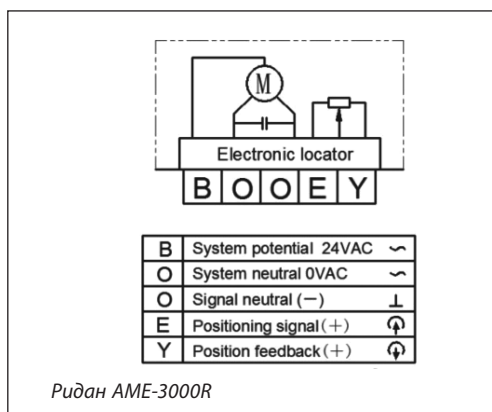 M
Electronic locator
B O O E Y
B System potential 24VAC ∽
O System neutral 0VAC ∽
O Signal neutral (—) ⊥
E Positioning signal (+)
Y Position feedback (+)
Ридан AME-3000R